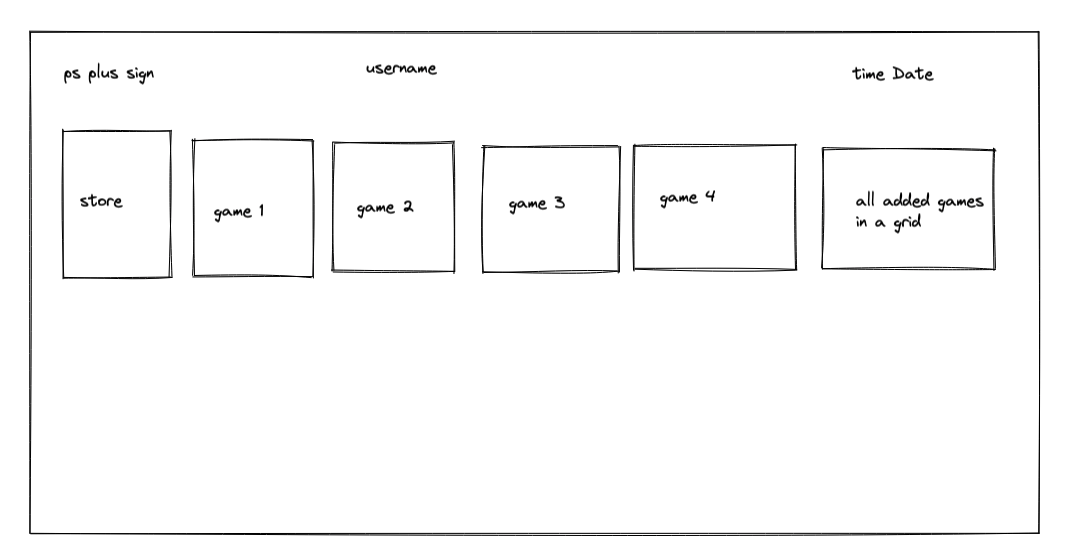 ps plus sign
username
time Date
store
game 1
game 2
game 3
game 4
all added games
in a grid